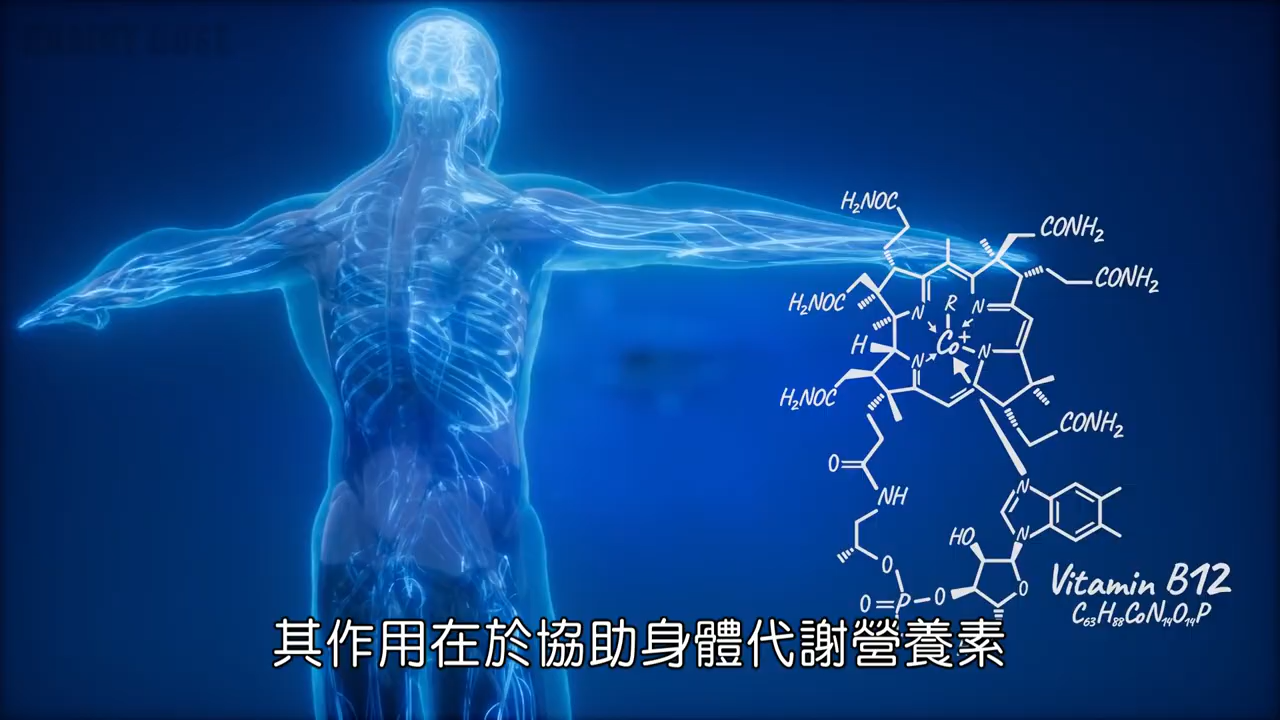 H₂NOC
CONH₂
CONH₂
H₂NOC
R
N
N
Co+
H
N
N
H₂NOC
CONH₂
O
NH
N
HO
N
O
O
O=P-O
Vitamin B12
C₆₃H₈₈CoN₁₄O₁₄P
其作用在於協助身體代謝營養素